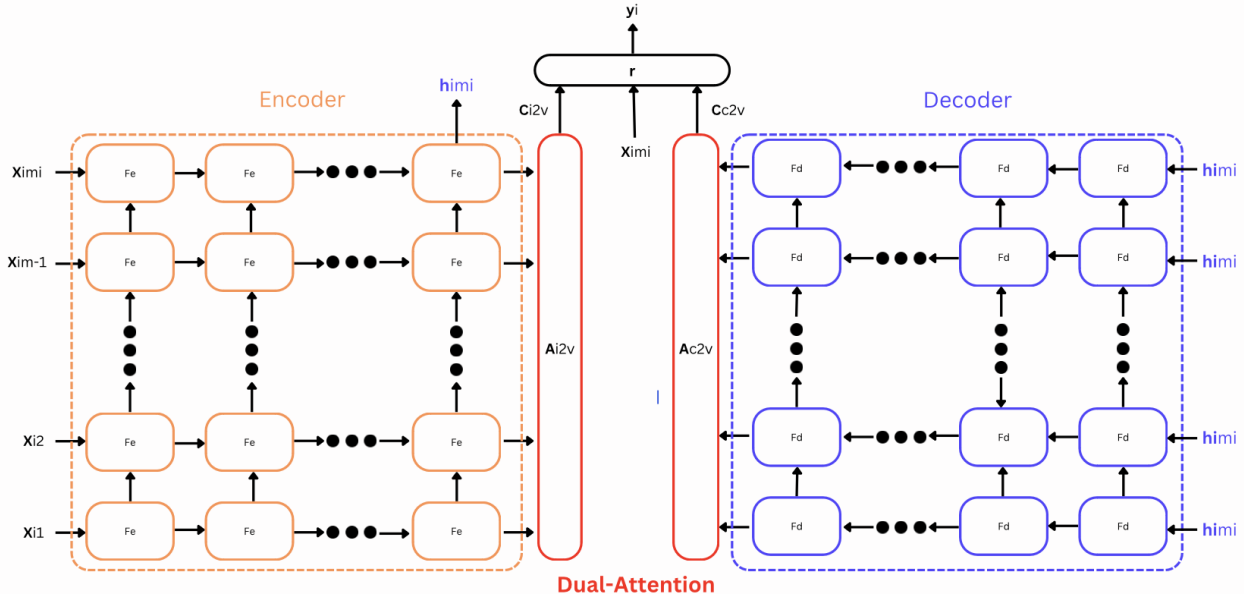 yi
r
himi
Encoder
Decoder
Ci2v
Cc2v
Ximi
Ximi
Fe
Fe
Fe
Fd
Fd
Fd
himi
Xim-1
Fe
Fe
Fe
Fd
Fd
Fd
himi
Ai2v
Ac2v
Xi2
Fe
Fe
Fe
Fd
Fd
Fd
himi
Xi1
Fe
Fe
Fe
Fd
Fd
Fd
himi
Dual-Attention